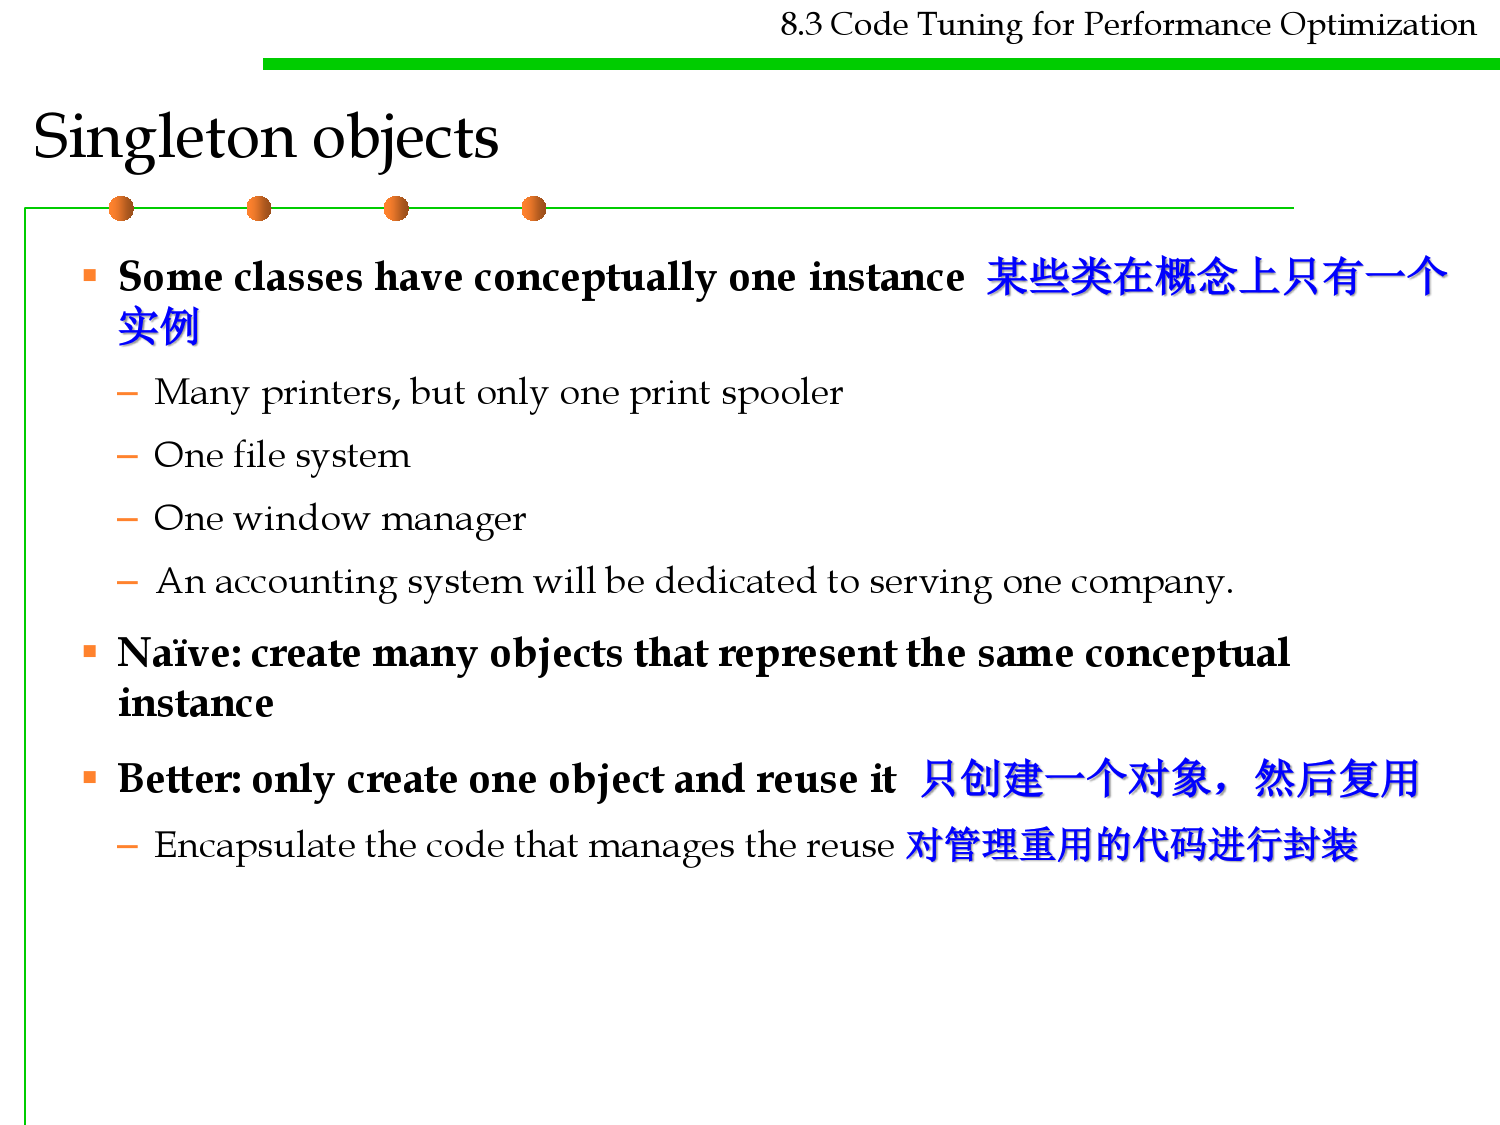 8.3 Code Tuning for Performance Optimization
Singleton objects
▪ Some classes have conceptually one instance 某些类在概念上只有一个
实例
– Many printers, but only one print spooler
– One file system
– One window manager
– An accounting system will be dedicated to serving one company.
▪ Naïve: create many objects that represent the same conceptual
instance
▪ Better: only create one object and reuse it 只创建一个对象，然后复用
– Encapsulate the code that manages the reuse 对管理重用的代码进行封装